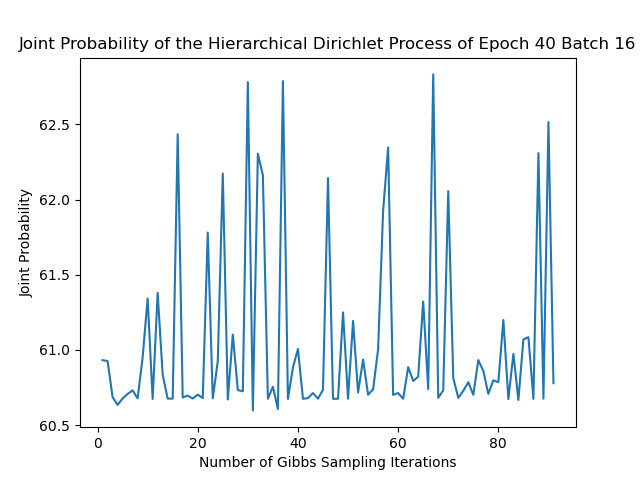 Joint Probability of the Hierarchical Dirichlet Process of Epoch 40 Batch 16
Joint Probability
62.5
62.0
61.5
61.0
60.5
0 20 40 60 80
Number of Gibbs Sampling Iterations